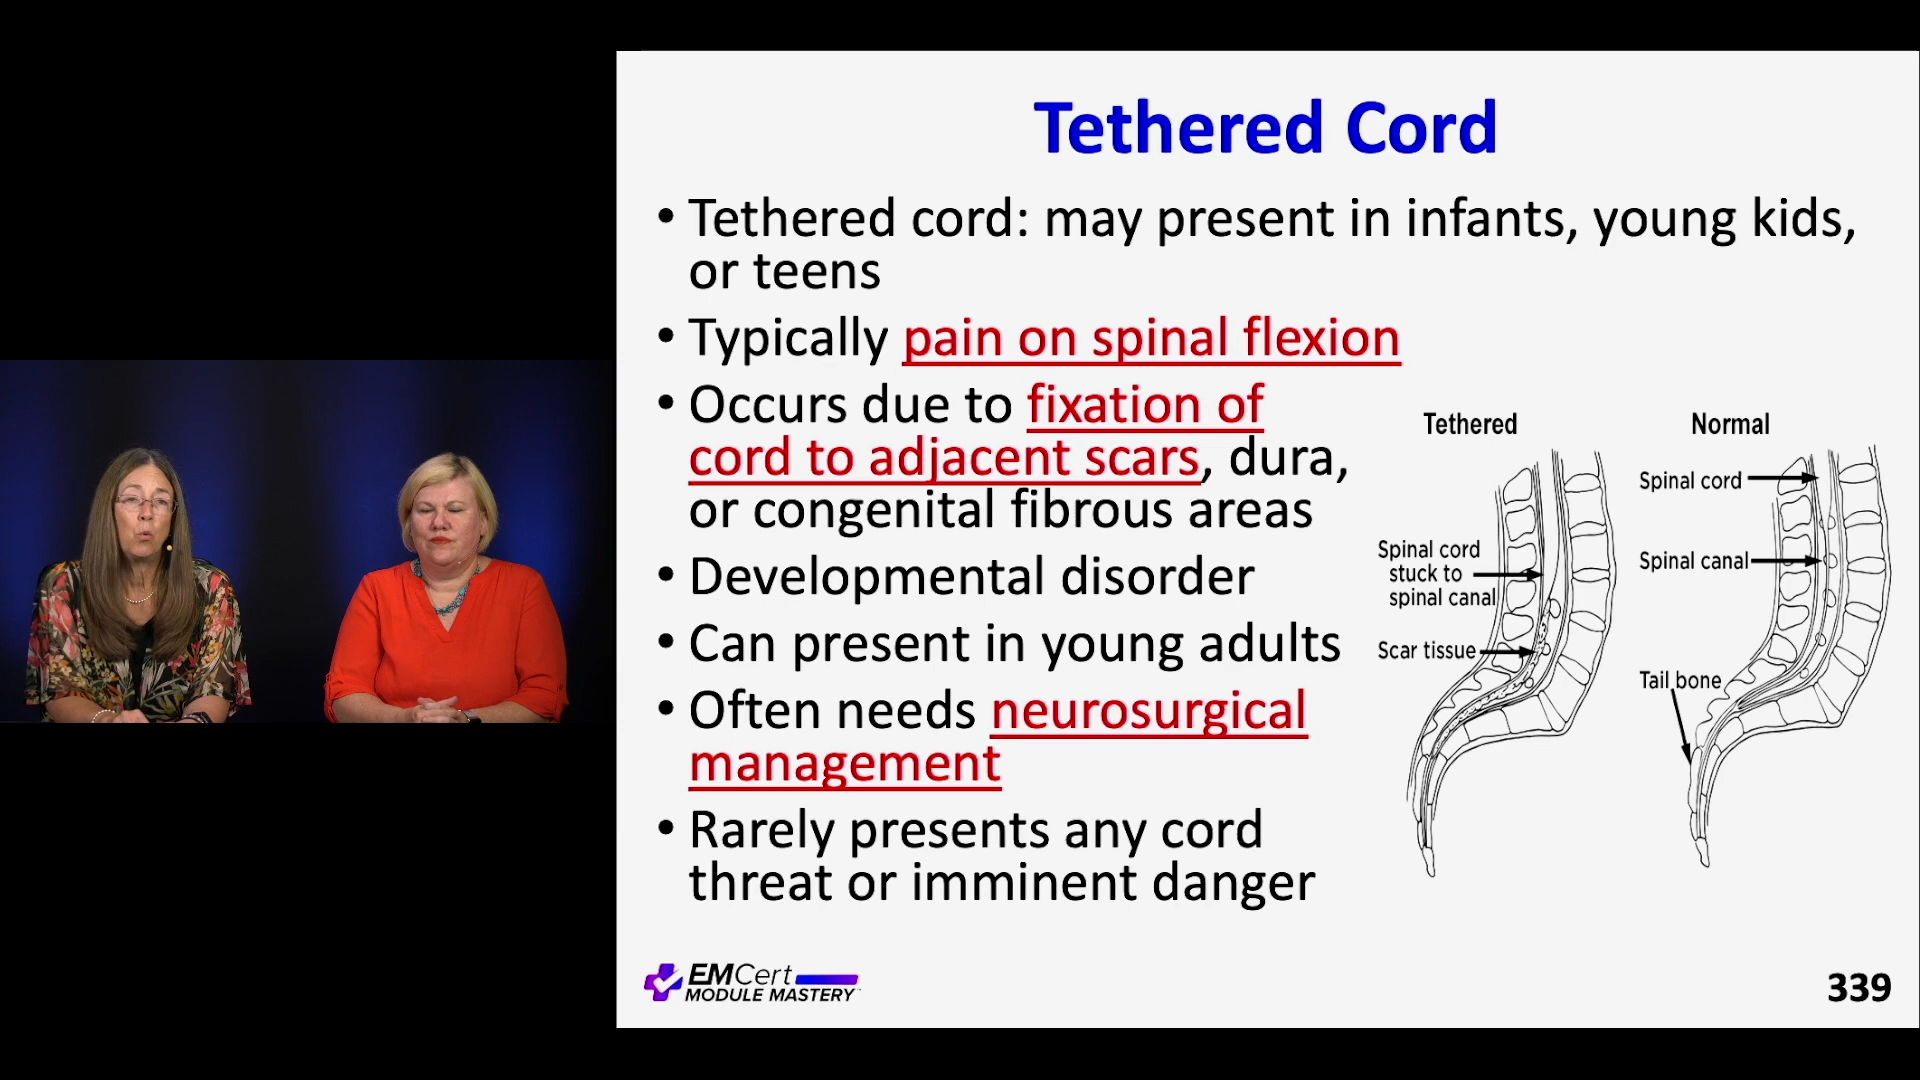 Tethered Cord
• Tethered cord: may present in infants, young kids,
or teens
• Typically pain on spinal flexion
• Occurs due to fixation of
cord to adjacent scars, dura,
or congenital fibrous areas
• Developmental disorder
• Can present in young adults
• Often needs neurosurgical
management
• Rarely presents any cord
threat or imminent danger
Tethered
Spinal cord
stuck to
spinal canal
Scar tissue
Normal
Spinal cord
Spinal canal
Tail bone
EMCert
MODULE MASTERY
339